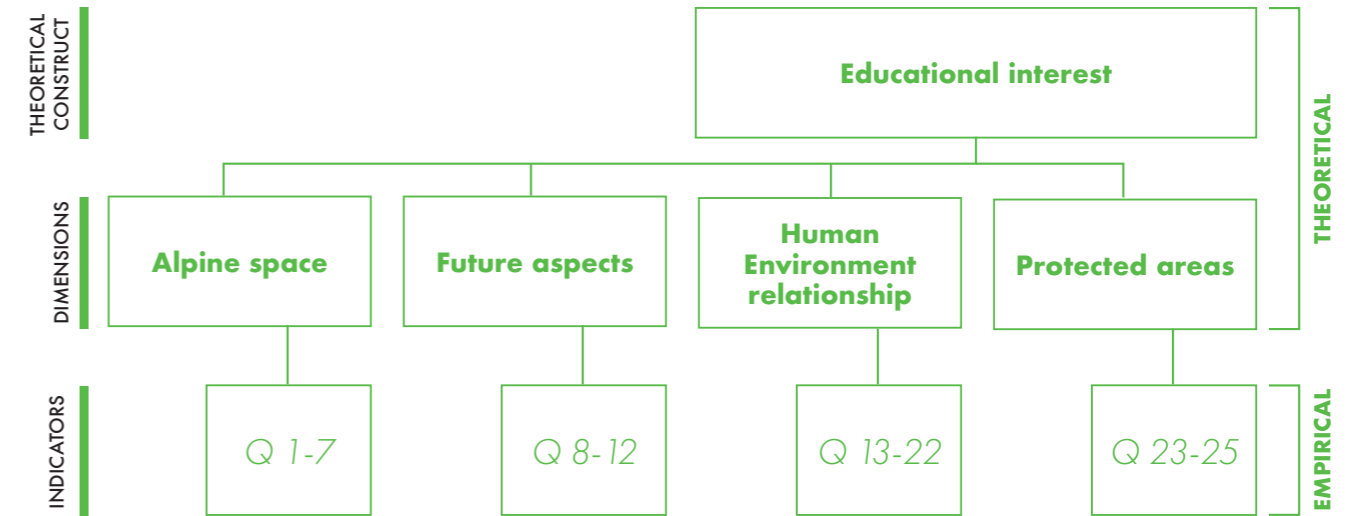 THEORETICAL
CONSTRUCT
Educational interest
THEORETICAL
DIMENSIONS
Alpine space
Future aspects
Human
Environment
relationship
Protected areas
INDICATORS
Q 1-7
Q 8-12
Q 13-22
Q 23-25
EMPIRICAL